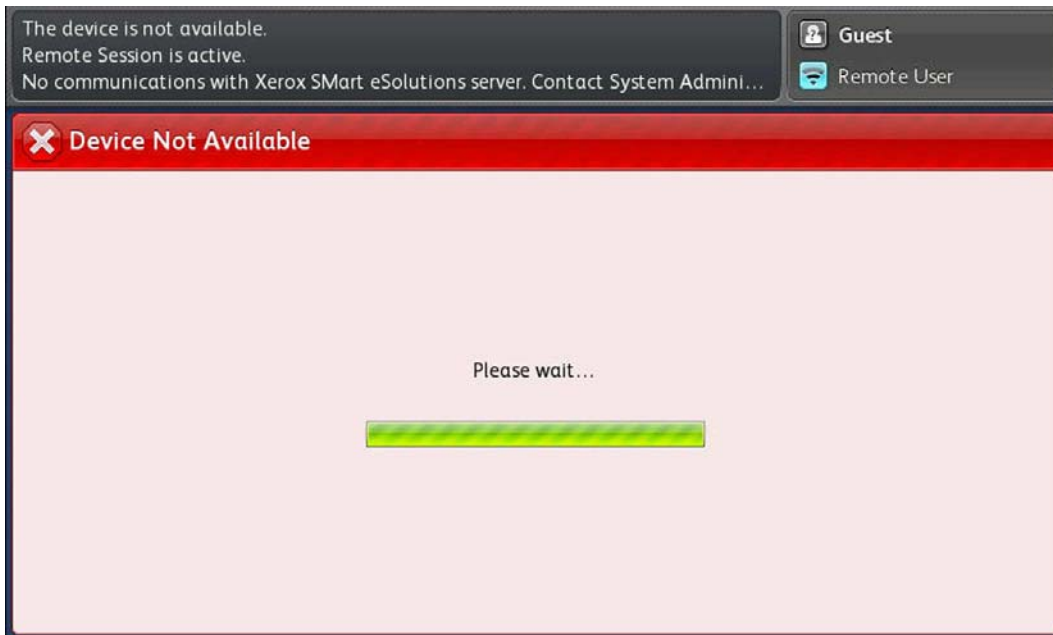 The device is not available.
Remote Session is active.
No communications with Xerox SMart eSolutions server. Contact System Admini...
Guest
Remote User
Device Not Available
Please wait...